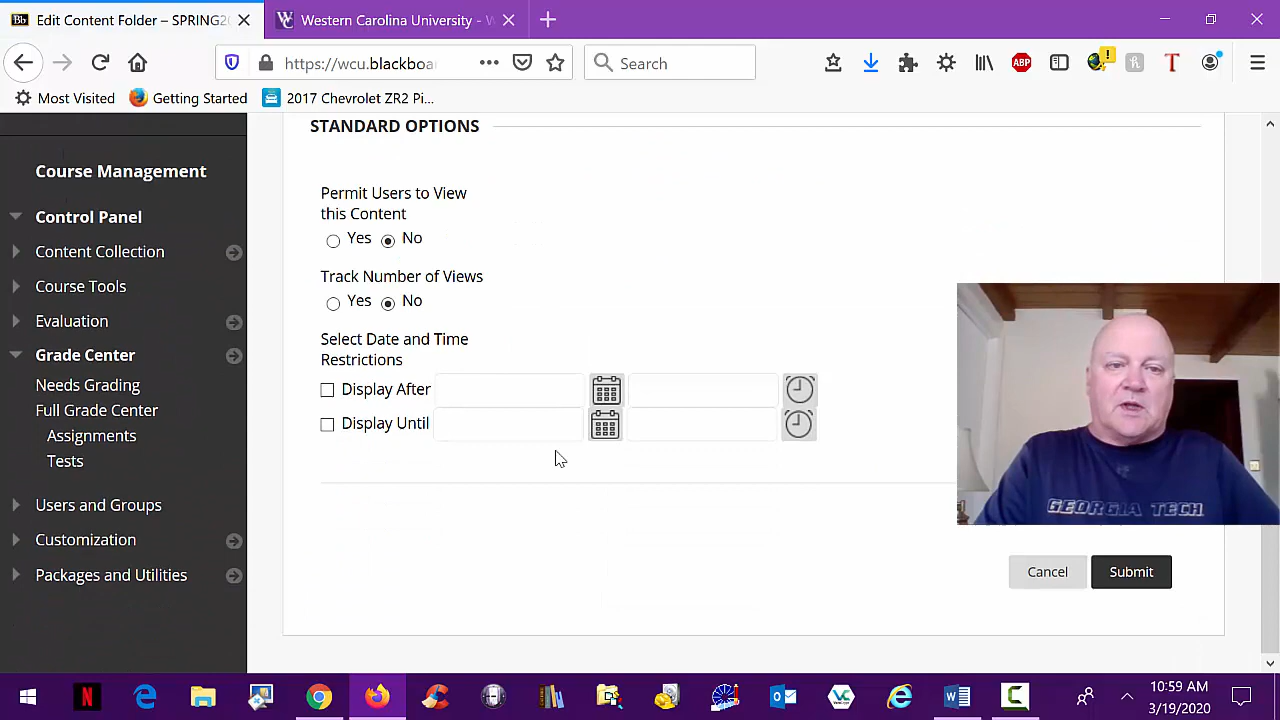 Bb Edit Content Folder – SPRING20
WC Western Carolina University - W
https://wcu.blackboa
Search
ABP
T
Most Visited
Getting Started
2017 Chevrolet ZR2 Pi...
STANDARD OPTIONS
Course Management
Control Panel
Content Collection
Course Tools
Evaluation
Grade Center
Needs Grading
Full Grade Center
Assignments
Tests
Users and Groups
Customization
Packages and Utilities
Permit Users to View
this Content
Yes No
Track Number of Views
Yes No
Select Date and Time
Restrictions
Display After
Display Until
GEORGIA TECH
Cancel
Submit
10:59 AM
3/19/2020